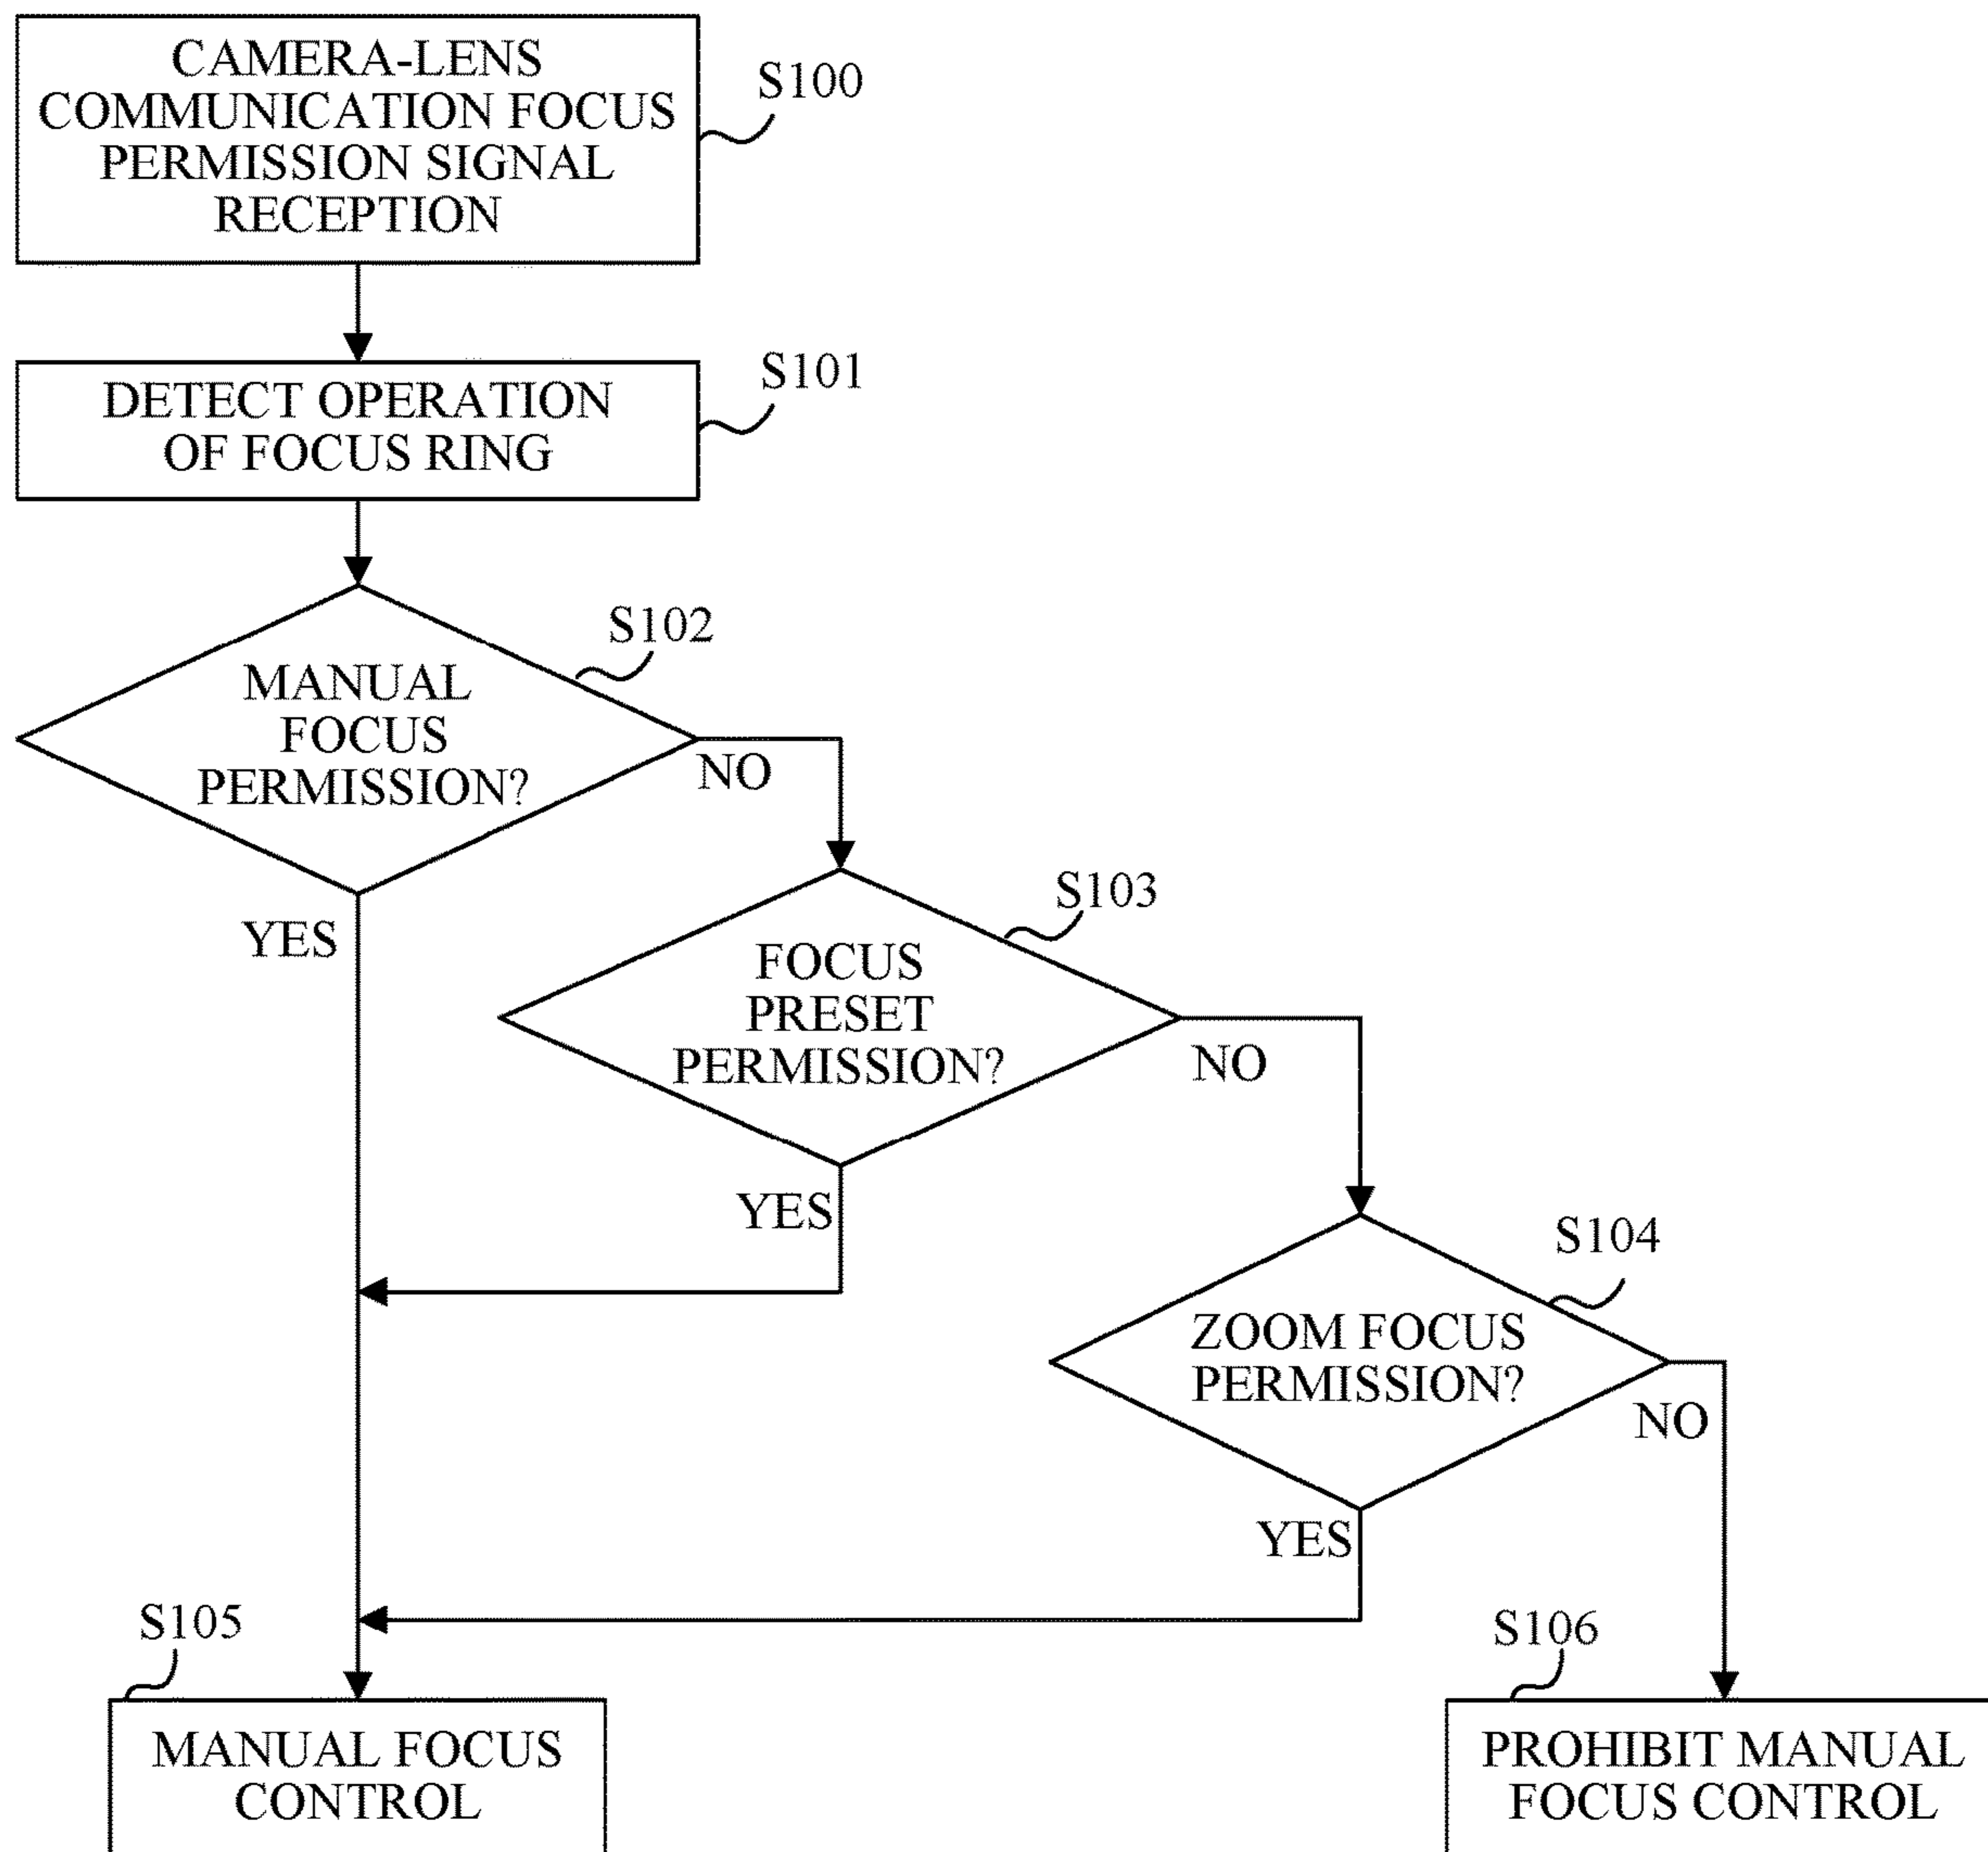 CAMERA-LENS
COMMUNICATION FOCUS
PERMISSION SIGNAL
RECEPTION
S100
DETECT OPERATION
OF FOCUS RING
S101
MANUAL
FOCUS
PERMISSION?
S102
NO
YES
FOCUS
PRESET
PERMISSION?
S103
NO
YES
ZOOM FOCUS
PERMISSION?
S104
NO
YES
S105
MANUAL FOCUS
CONTROL
S106
PROHIBIT MANUAL
FOCUS CONTROL